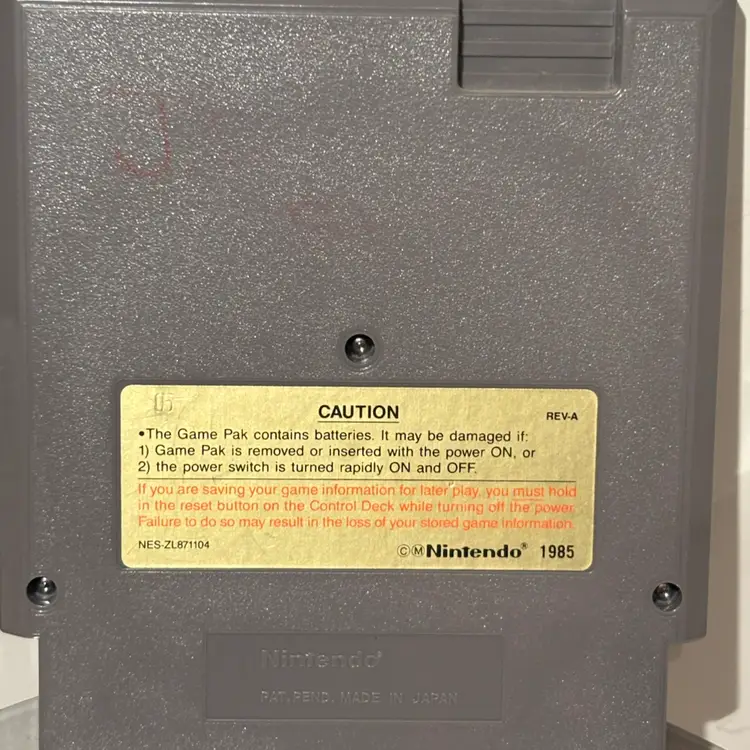 J
05
CAUTION
REV-A
•The Game Pak contains batteries. It may be damaged if:
1) Game Pak is removed or inserted with the power ON, or
2) the power switch is turned rapidly ON and OFF.
If you are saving your game information for later play, you must hold
in the reset button on the Control Deck while turning off the power.
Failure to do so may result in the loss of your stored game information.
NES-ZL871104
©Ⓜ Nintendo® 1985
Nintendo®
PAT. PEND. MADE IN JAPAN